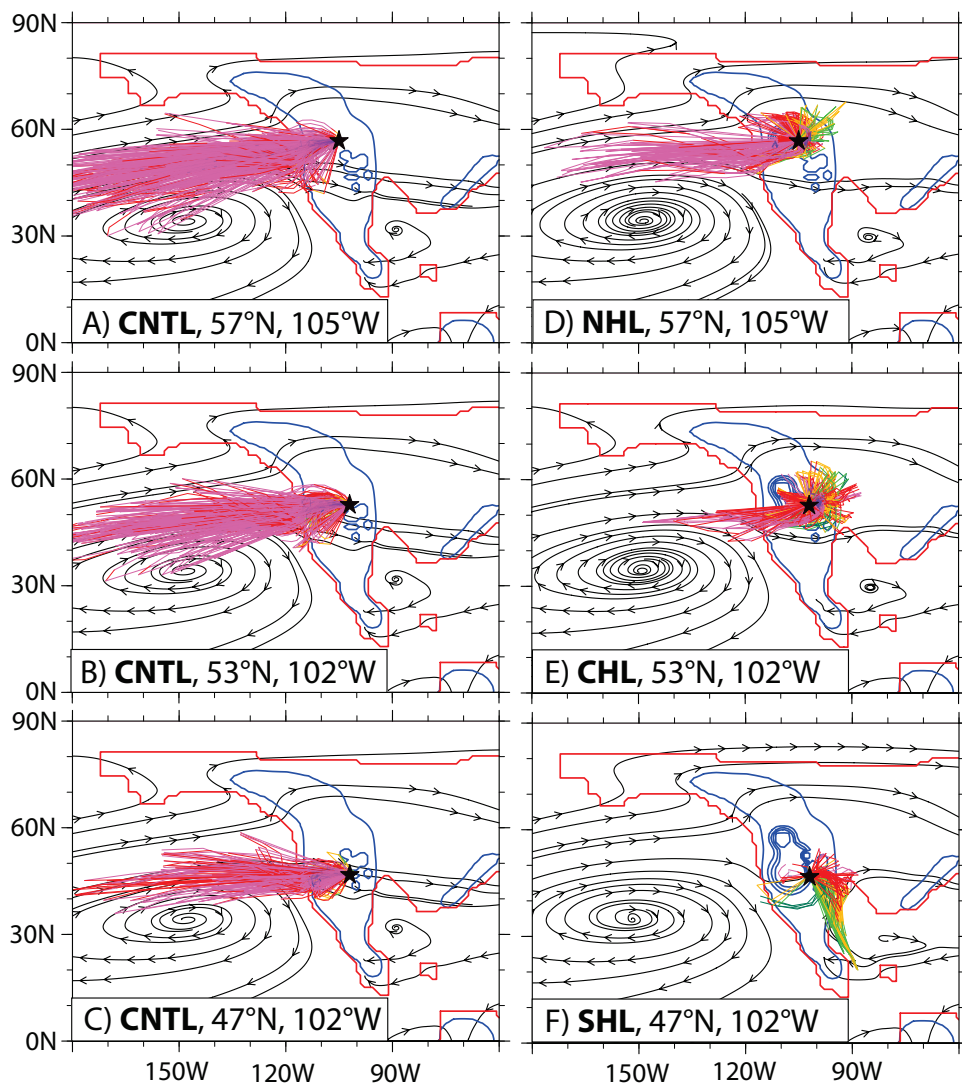 90N
60N
30N
0N
A) CNTL, 57°N, 105°W
D) NHL, 57°N, 105°W
90N
60N
30N
0N
B) CNTL, 53°N, 102°W
E) CHL, 53°N, 102°W
90N
60N
30N
0N
C) CNTL, 47°N, 102°W
F) SHL, 47°N, 102°W
150W 120W 90W
150W 120W 90W